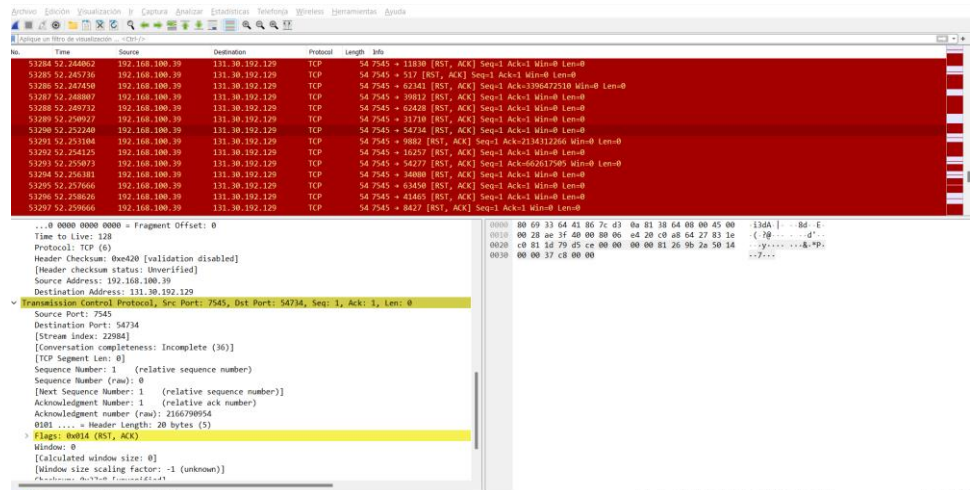 Archivo Edición Visualización Ir Captura Analizar Estadísticas Telefonía Wireless Herramientas Ayuda
Aplique un filtro de visualización ... <Ctrl-/>
No. Time Source Destination Protocol Length Info
53284 52.244062 192.168.100.39 131.30.192.129 TCP 54 7545 → 11830 [RST, ACK] Seq=1 Ack=1 Win=0 Len=0
53285 52.245736 192.168.100.39 131.30.192.129 TCP 54 7545 → 517 [RST, ACK] Seq=1 Ack=1 Win=0 Len=0
53286 52.247450 192.168.100.39 131.30.192.129 TCP 54 7545 → 62341 [RST, ACK] Seq=1 Ack=3396472510 Win=0 Len=0
53287 52.248807 192.168.100.39 131.30.192.129 TCP 54 7545 → 39812 [RST, ACK] Seq=1 Ack=1 Win=0 Len=0
53288 52.249732 192.168.100.39 131.30.192.129 TCP 54 7545 → 62428 [RST, ACK] Seq=1 Ack=1 Win=0 Len=0
53289 52.250927 192.168.100.39 131.30.192.129 TCP 54 7545 → 31710 [RST, ACK] Seq=1 Ack=1 Win=0 Len=0
53290 52.252240 192.168.100.39 131.30.192.129 TCP 54 7545 → 54734 [RST, ACK] Seq=1 Ack=1 Win=0 Len=0
53291 52.253104 192.168.100.39 131.30.192.129 TCP 54 7545 → 9882 [RST, ACK] Seq=1 Ack=2134312266 Win=0 Len=0
53292 52.254125 192.168.100.39 131.30.192.129 TCP 54 7545 → 16257 [RST, ACK] Seq=1 Ack=1 Win=0 Len=0
53293 52.255073 192.168.100.39 131.30.192.129 TCP 54 7545 → 54277 [RST, ACK] Seq=1 Ack=662617505 Win=0 Len=0
53294 52.256381 192.168.100.39 131.30.192.129 TCP 54 7545 → 34080 [RST, ACK] Seq=1 Ack=1 Win=0 Len=0
53295 52.257666 192.168.100.39 131.30.192.129 TCP 54 7545 → 63450 [RST, ACK] Seq=1 Ack=1 Win=0 Len=0
53296 52.258626 192.168.100.39 131.30.192.129 TCP 54 7545 → 41465 [RST, ACK] Seq=1 Ack=1 Win=0 Len=0
53297 52.259666 192.168.100.39 131.30.192.129 TCP 54 7545 → 8427 [RST, ACK] Seq=1 Ack=1 Win=0 Len=0
...0 0000 0000 0000 = Fragment Offset: 0
Time to Live: 128
Protocol: TCP (6)
Header Checksum: 0xe420 [validation disabled]
[Header checksum status: Unverified]
Source Address: 192.168.100.39
Destination Address: 131.30.192.129
Transmission Control Protocol, Src Port: 7545, Dst Port: 54734, Seq: 1, Ack: 1, Len: 0
Source Port: 7545
Destination Port: 54734
[Stream index: 22984]
[Conversation completeness: Incomplete (36)]
[TCP Segment Len: 0]
Sequence Number: 1 (relative sequence number)
Sequence Number (raw): 0
[Next Sequence Number: 1 (relative sequence number)]
Acknowledgment Number: 1 (relative ack number)
Acknowledgment number (raw): 2166790954
0101 .... = Header Length: 20 bytes (5)
Flags: 0x014 (RST, ACK)
Window: 0
[Calculated window size: 0]
[Window size scaling factor: -1 (unknown)]
0000 80 69 33 64 41 86 7c d3 0a 81 38 64 08 00 45 00 ·i3dA·|· ··8d··E·
0010 00 28 ae 3f 40 00 80 06 e4 20 c0 a8 64 27 83 1e ·(·?@··· · ··d'··
0020 c0 81 1d 79 d5 ce 00 00 00 00 81 26 9b 2a 50 14 ···y···· ···&·*P·
0030 00 00 37 c8 00 00 ··7···